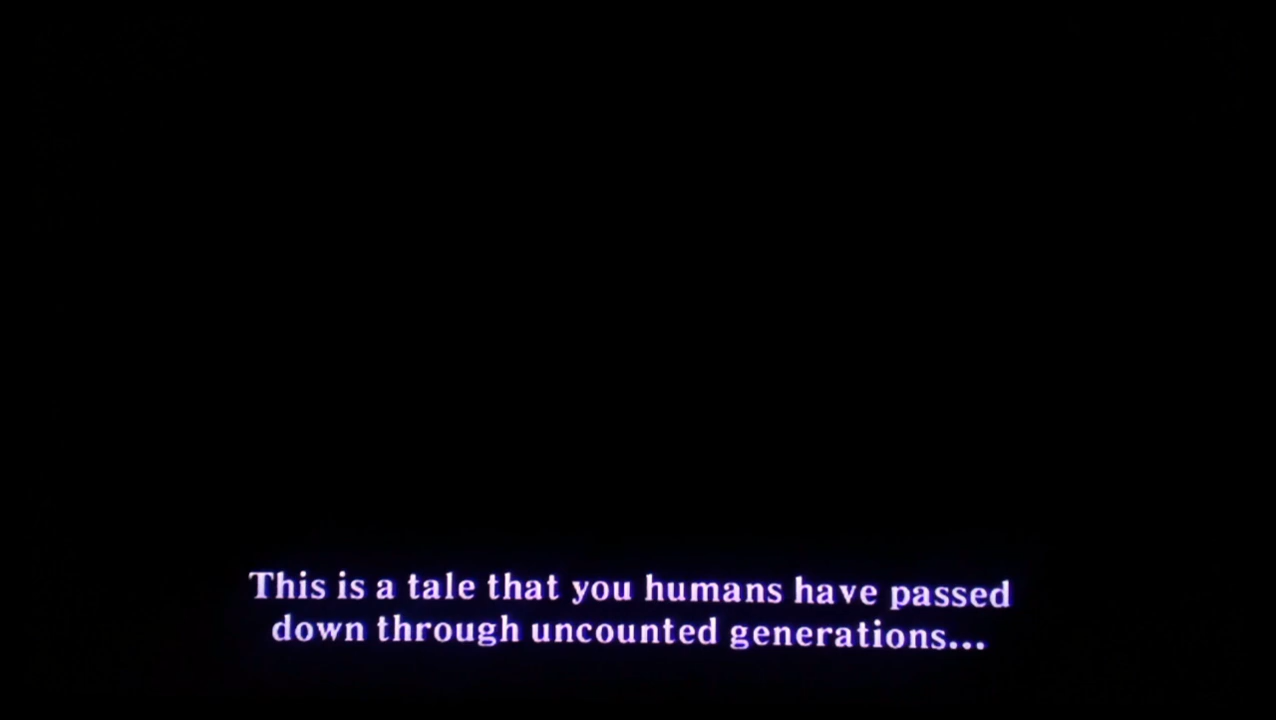 This is a tale that you humans have passed
down through uncounted generations...